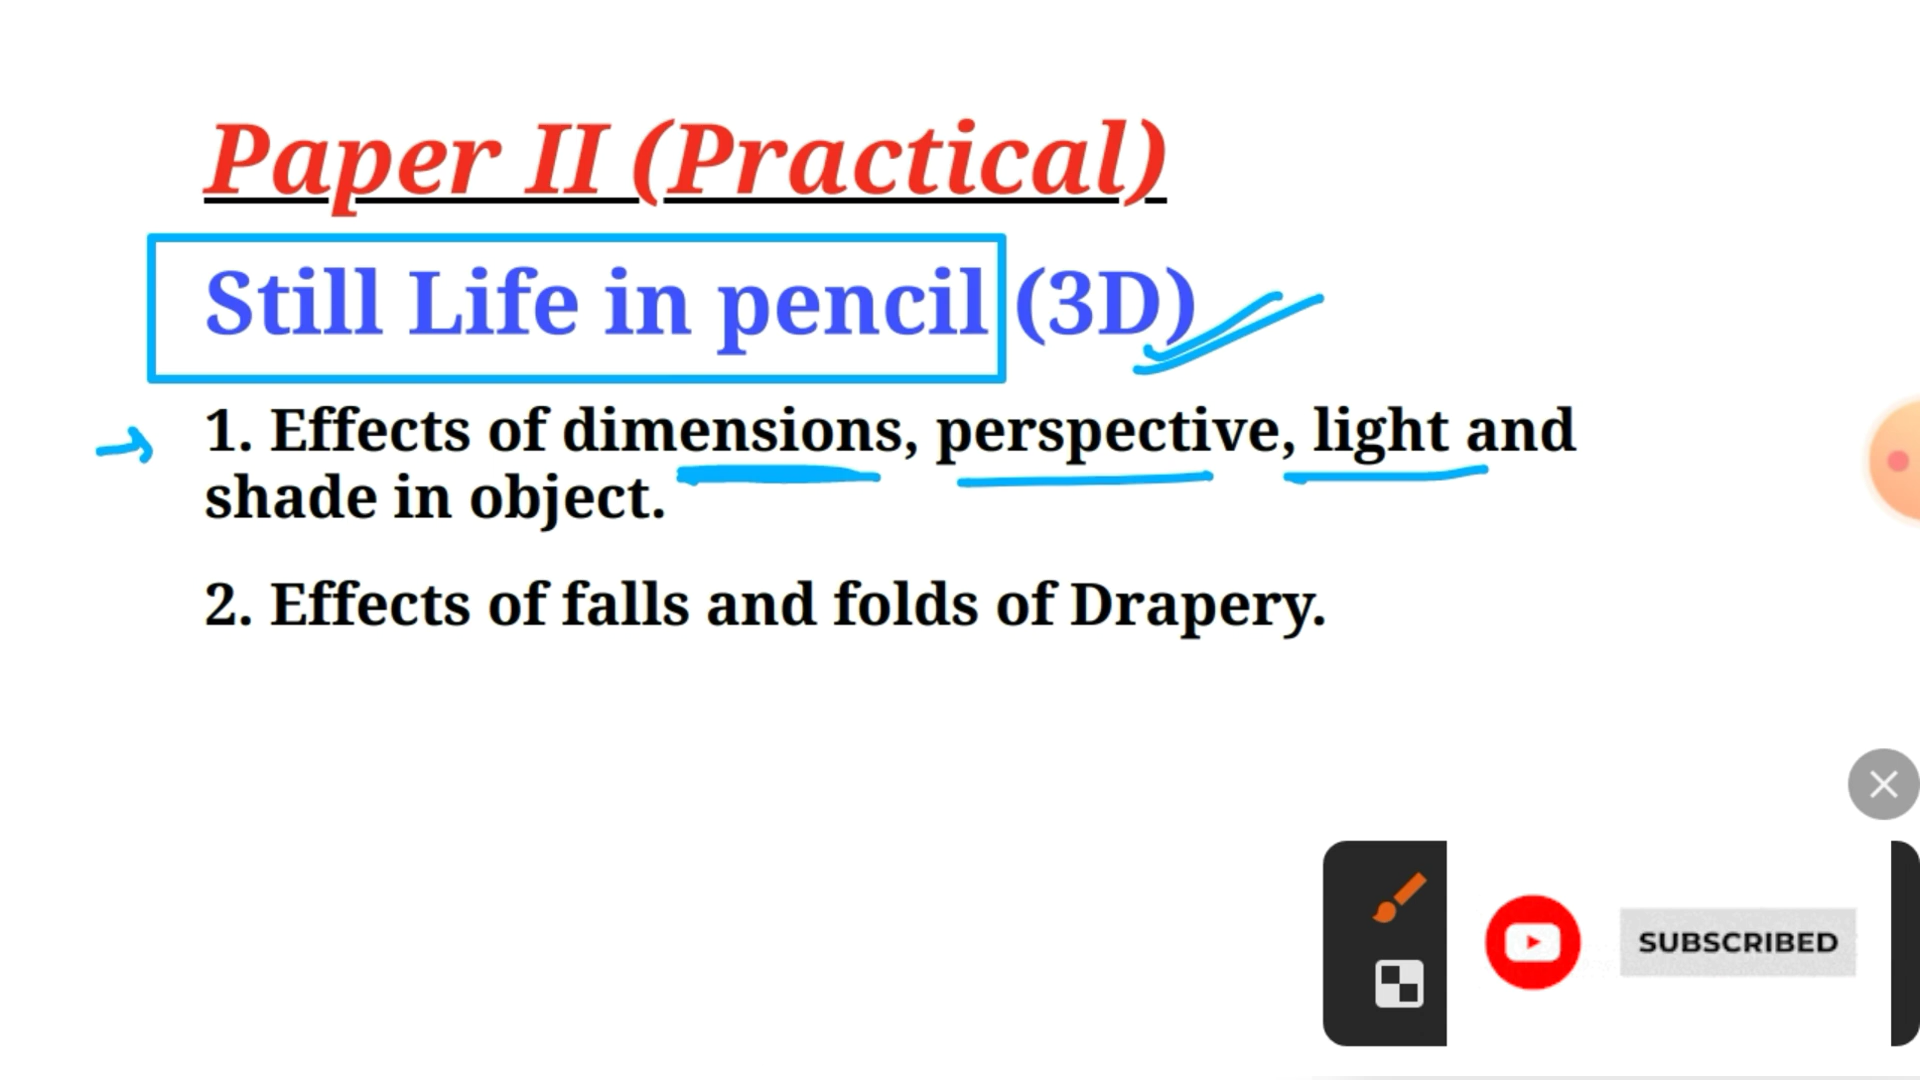 Paper II (Practical)
Still Life in pencil (3D)
1. Effects of dimensions, perspective, light and
shade in object.
2. Effects of falls and folds of Drapery.
SUBSCRIBED